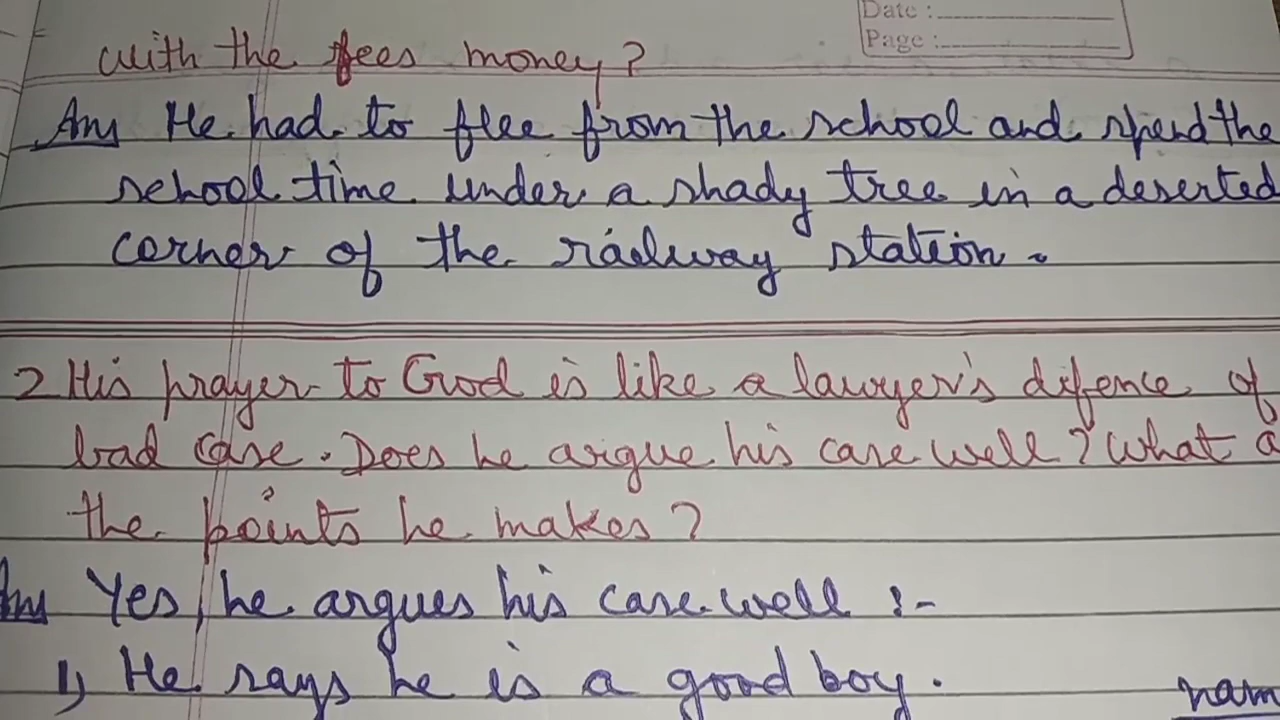 Date :
Page :
with the fees money?
Ans He had to flee from the school and spend the
school time under a shady tree in a deserted
corner of the railway station.
2 His prayer to God is like a lawyer's difence of
bad case. Does he argue his case well? What a
the points he makes?
Ans Yes, he argues his case well :-
1) He says he is a good boy.
nam